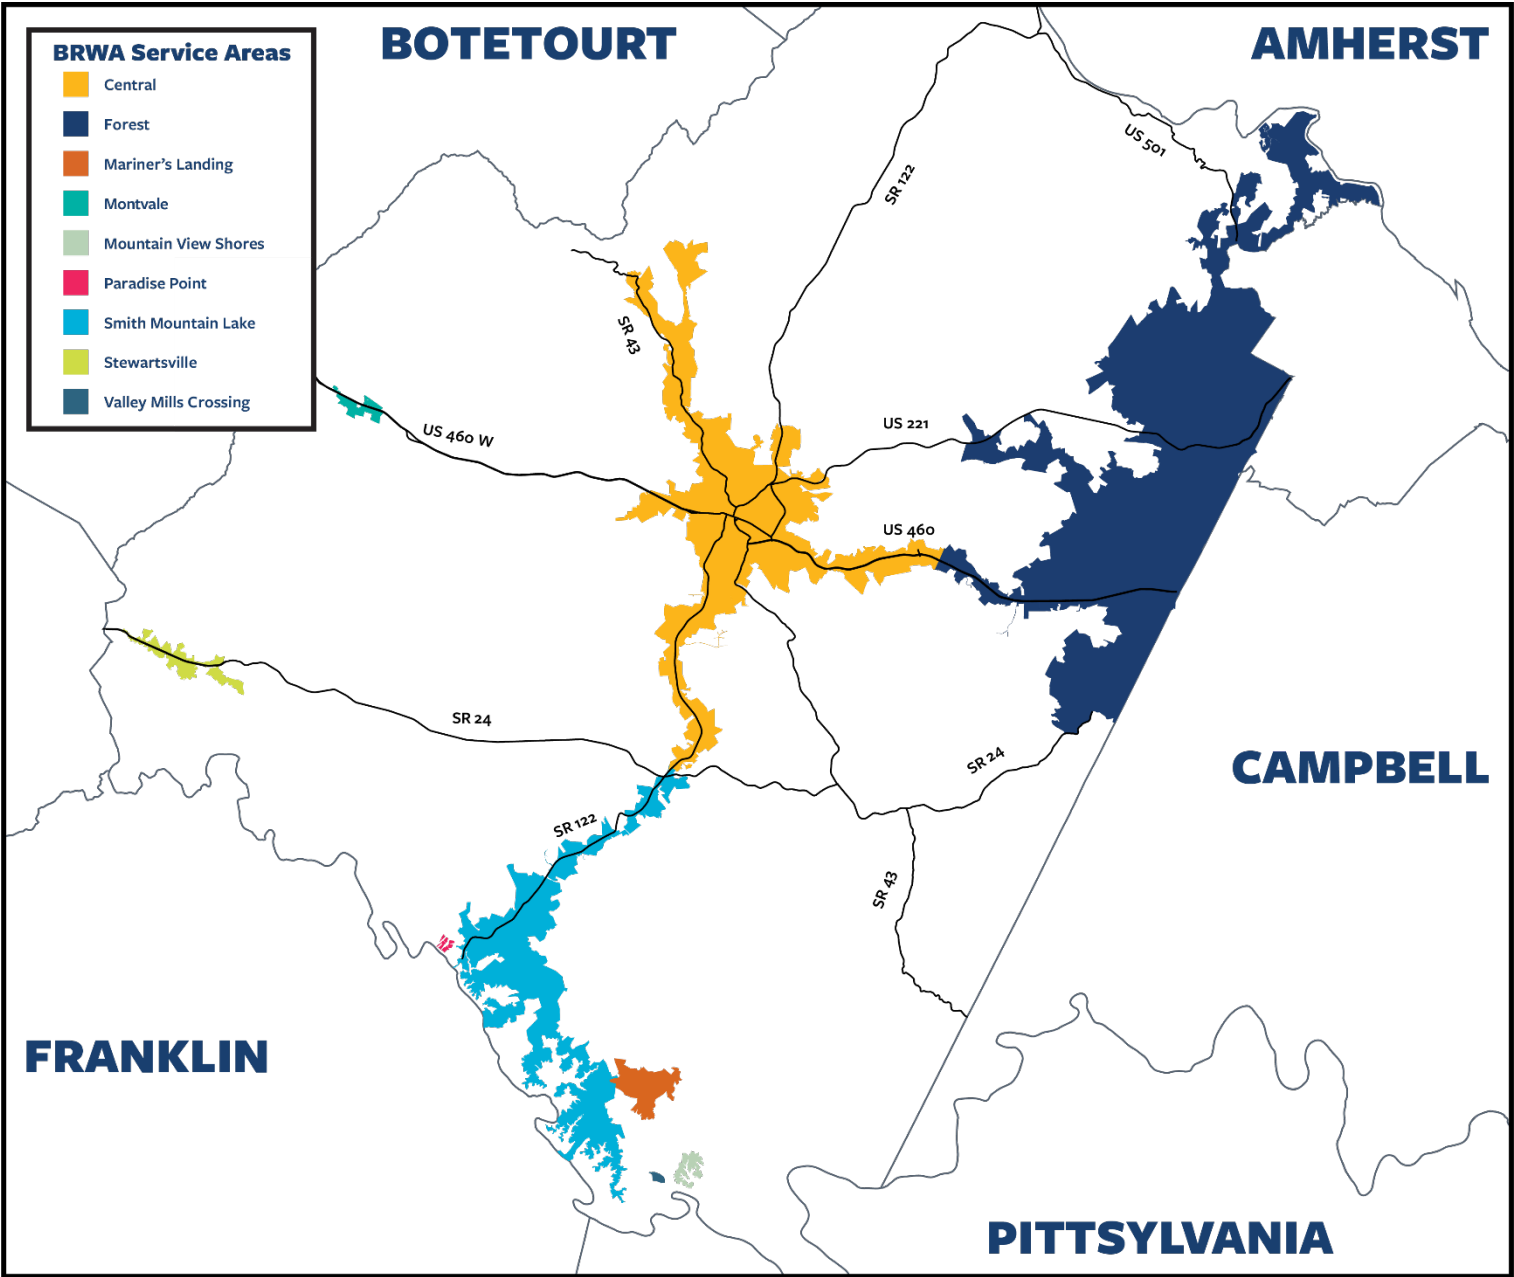 BOTETOURT
AMHERST
BRWA Service Areas
Central
Forest
Mariner's Landing
Montvale
Mountain View Shores
Paradise Point
Smith Mountain Lake
Stewartsville
Valley Mills Crossing
US 501
SR 122
SR 43
US 460 W
US 221
US 460
SR 24
SR 24
CAMPBELL
SR 122
SR 43
FRANKLIN
PITTSYLVANIA